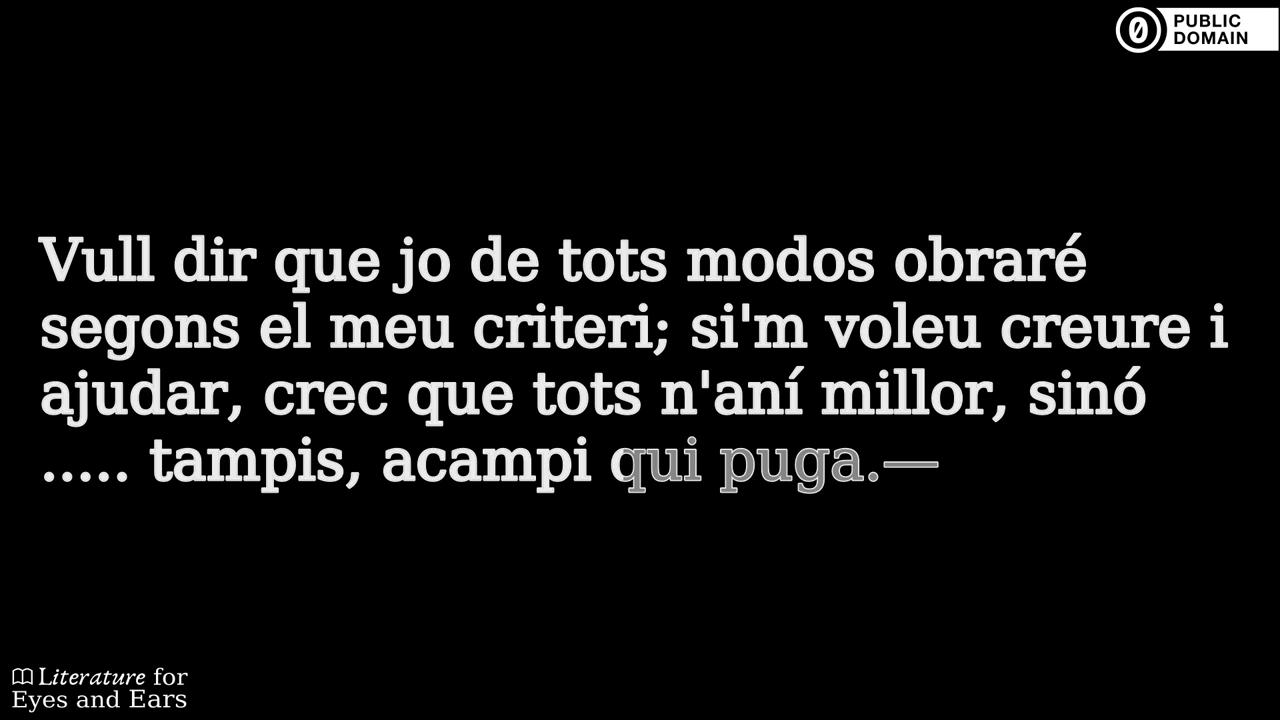 PUBLIC
DOMAIN
Vull dir que jo de tots modos obraré
segons el meu criteri; si'm voleu creure i
ajudar, crec que tots n'aní millor, sinó
..... tampis, acampi qui puga.—
Literature for
Eyes and Ears